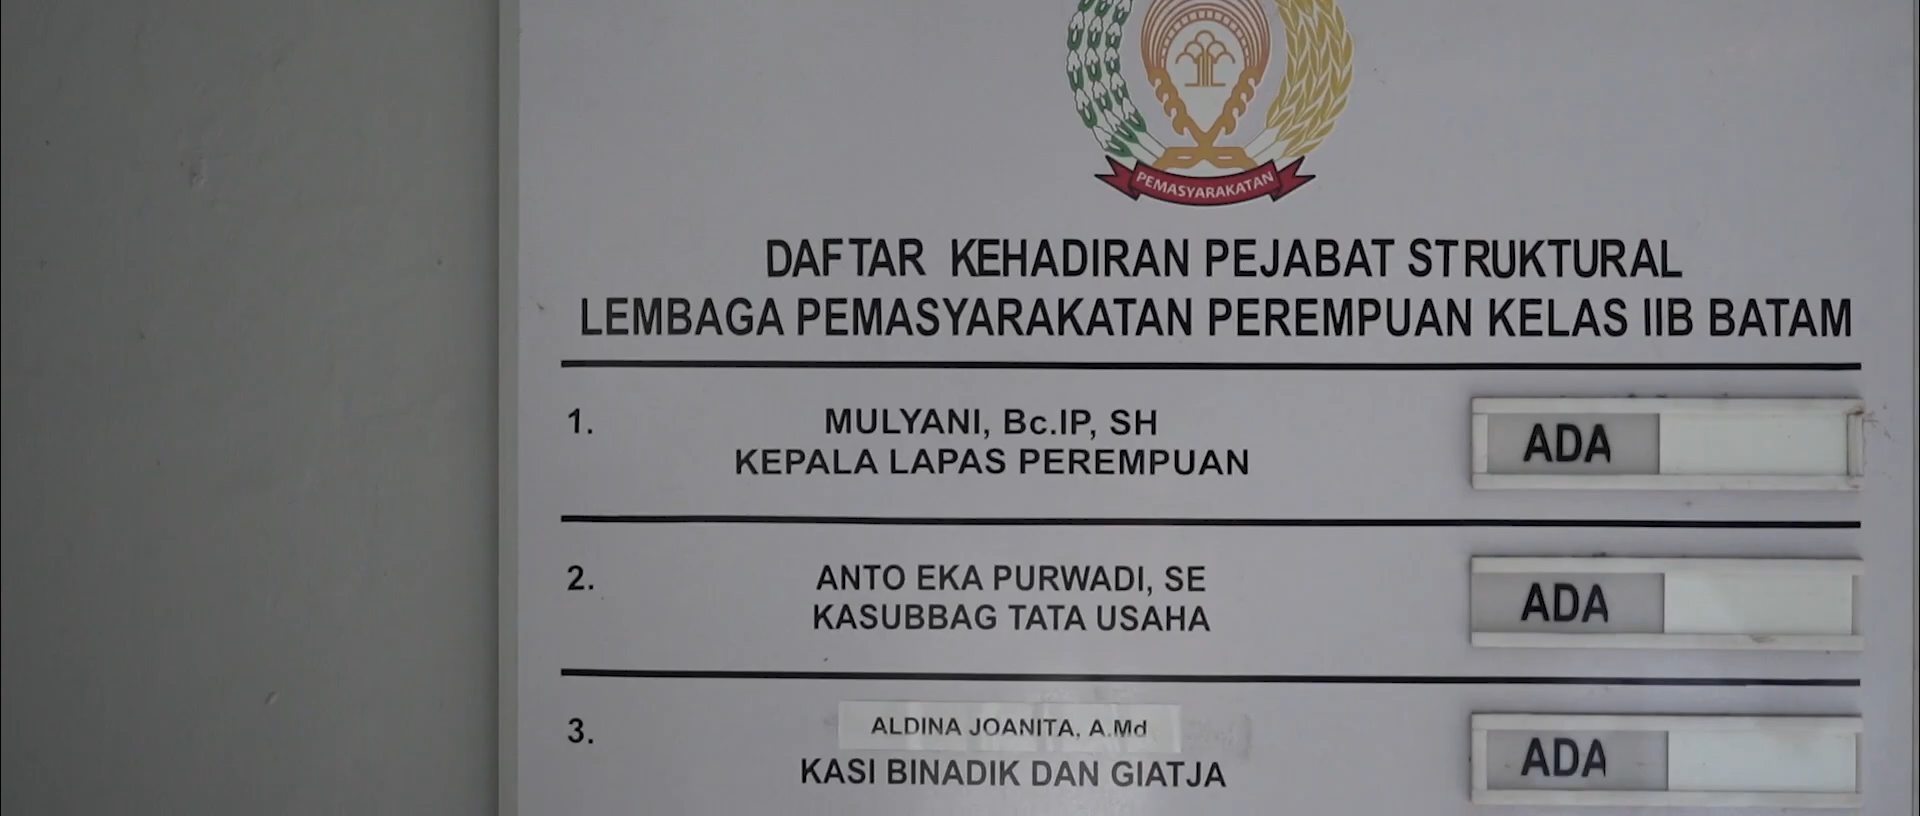 PEMASYARAKATAN
DAFTAR KEHADIRAN PEJABAT STRUKTURAL
LEMBAGA PEMASYARAKATAN PEREMPUAN KELAS IIB BATAM
1. MULYANI, Bc.IP, SH ADA
KEPALA LAPAS PEREMPUAN
2. ANTO EKA PURWADI, SE ADA
KASUBBAG TATA USAHA
3. ALDINA JOANITA, A.Md ADA
KASI BINADIK DAN GIATJA